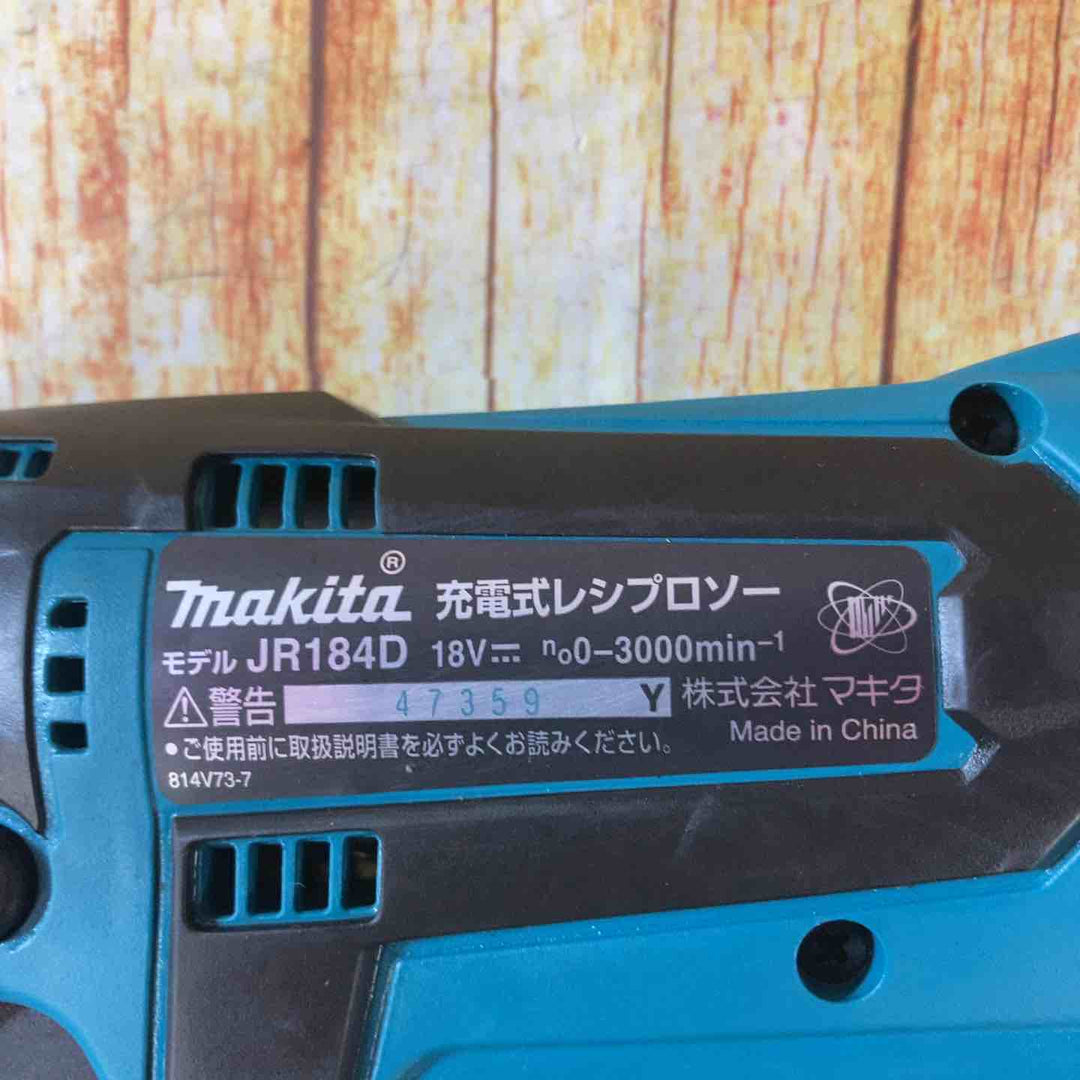 makita® 充電式レシプロソー
モデル JR184D 18V⎓ n₀0-3000min⁻¹
⚠警告 47359 Y 株式会社マキタ
•ご使用前に取扱説明書を必ずよくお読みください。 Made in China
814V73-7